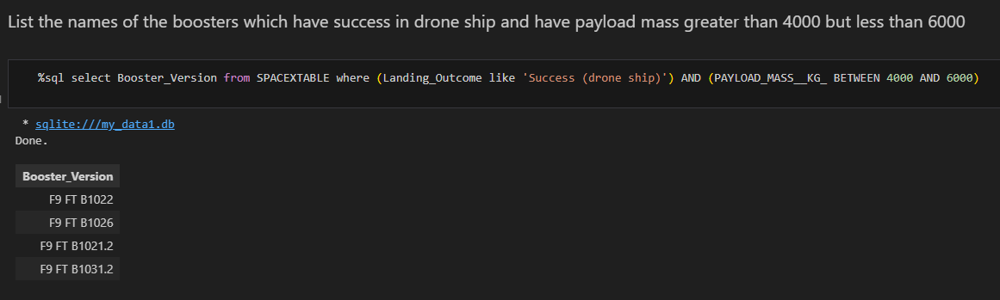 List the names of the boosters which have success in drone ship and have payload mass greater than 4000 but less than 6000
%sql select Booster_Version from SPACEXTABLE where (Landing_Outcome like 'Success (drone ship)') AND (PAYLOAD_MASS__KG_ BETWEEN 4000 AND 6000)
* sqlite:///my_data1.db
Done.
Booster_Version
F9 FT B1022
F9 FT B1026
F9 FT B1021.2
F9 FT B1031.2